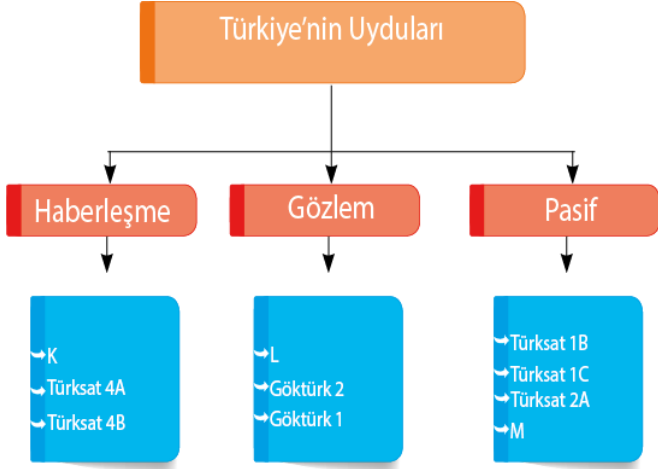 Türkiye'nin Uyduları
Haberleşme
Gözlem
Pasif
K
Türksat 4A
Türksat 4B
L
Göktürk 2
Göktürk 1
Türksat 1B
Türksat 1C
Türksat 2A
M